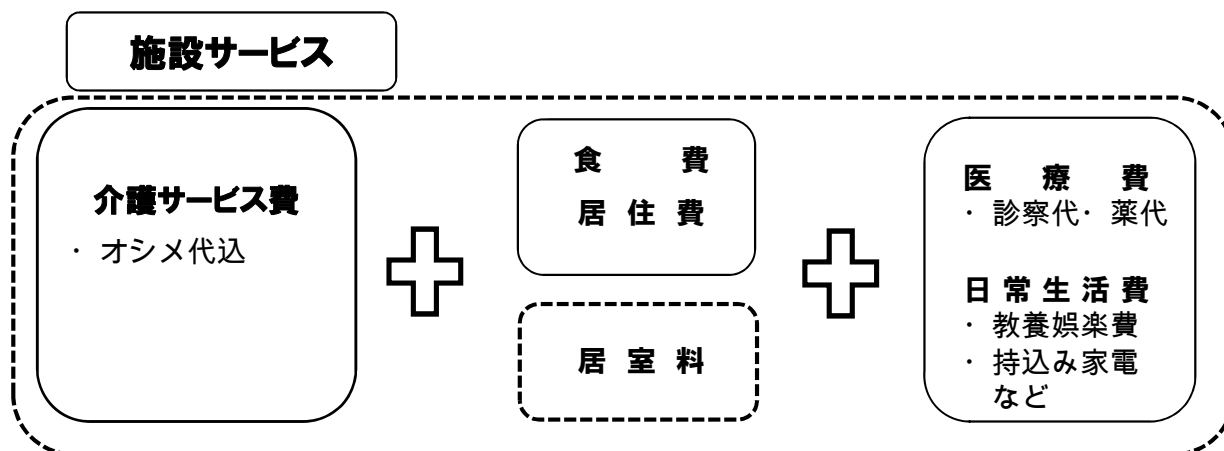 施設サービス
介護サービス費
・ オシメ代込
食 費
居 住 費
居 室 料
医 療 費
・ 診察代・ 薬代
日 常 生 活 費
・ 教養娯楽費
・ 持込み家電
など